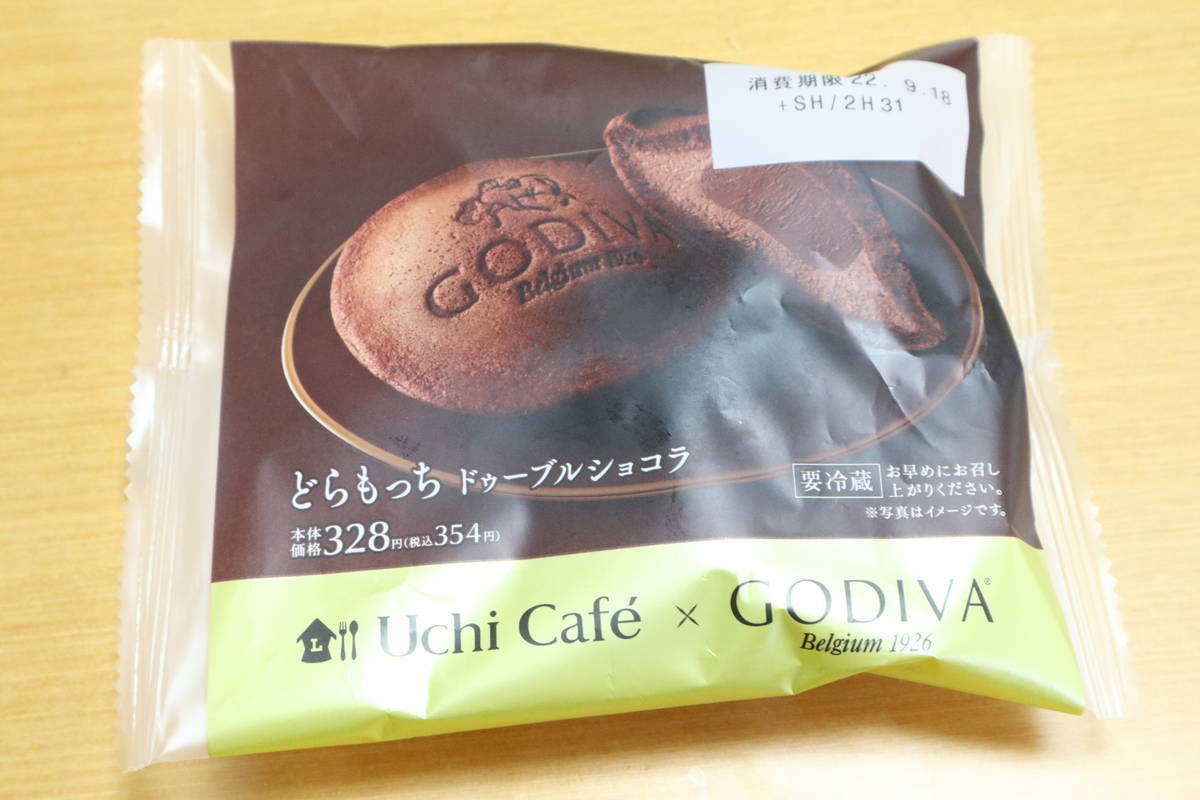 消費期限 22. 9.18
+SH/2H31
GODIVA
Belgium 1926
どらもっち ドゥーブルショコラ
本体価格328円(税込354円)
要冷蔵
お早めにお召し
上がりください。
※写真はイメージです。
L Uchi Café × GODIVA®
Belgium 1926